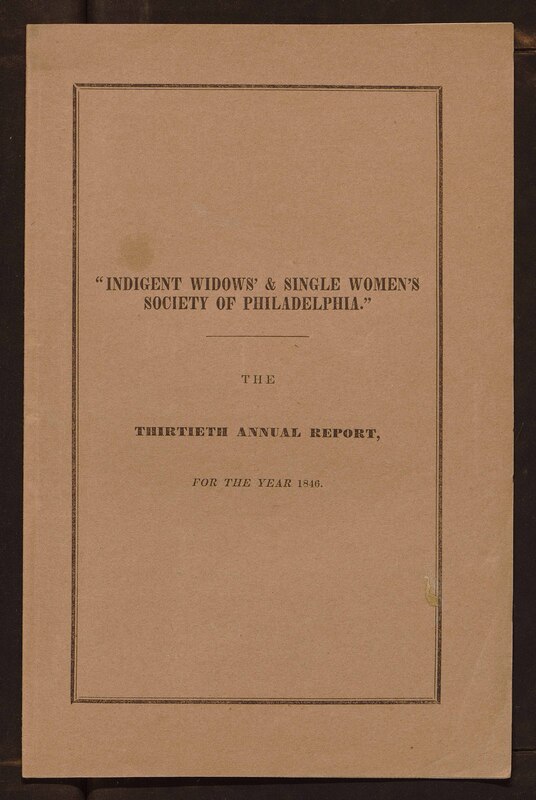 "INDIGENT WIDOWS' & SINGLE WOMEN'S
SOCIETY OF PHILADELPHIA."
THE
THIRTIETH ANNUAL REPORT,
FOR THE YEAR 1846.